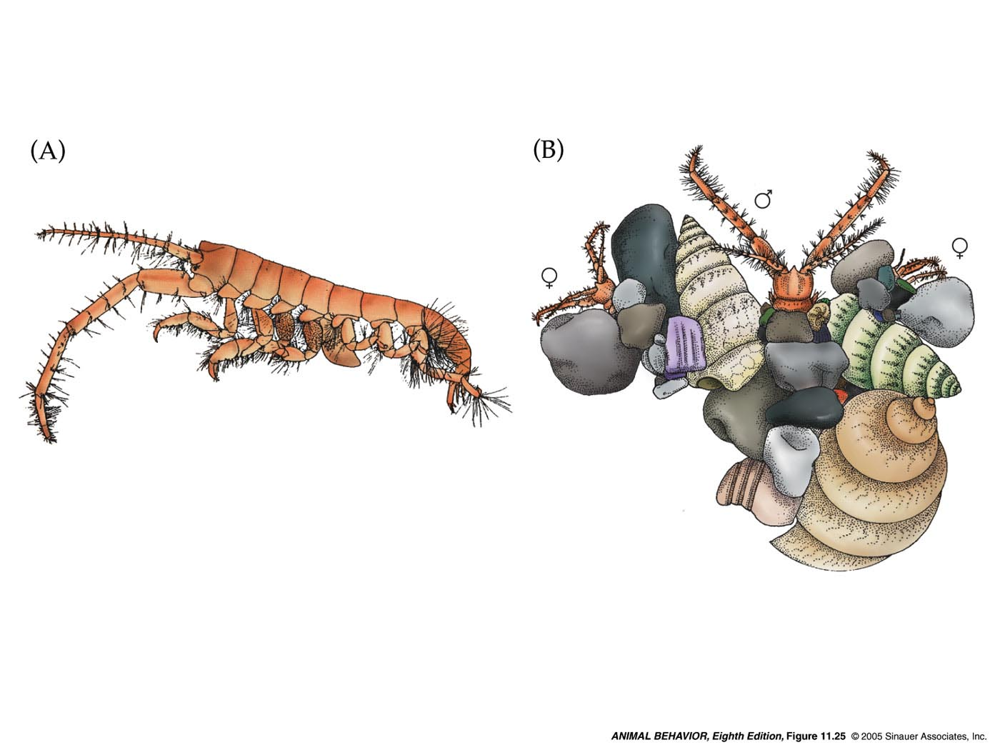 (A)
(B)
♂
♀
♀
ANIMAL BEHAVIOR, Eighth Edition, Figure 11.25 © 2005 Sinauer Associates, Inc.